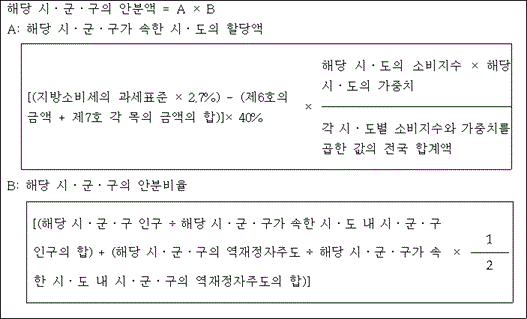 해당 시·군·구의 안분액 = A × B
A: 해당 시·군·구가 속한 시·도의 할당액
[(지방소비세의 과세표준 × 2.7%) - (제6호의
금액 + 제7호 각 목의 금액의 합)]× 40%
×
해당 시·도의 소비지수 × 해당
시·도의 가중치
각 시·도별 소비지수와 가중치를
곱한 값의 전국 합계액
B: 해당 시·군·구의 안분비율
[(해당 시·군·구 인구 ÷ 해당 시·군·구가 속한 시·도 내 시·군·구
인구의 합) + (해당 시·군·구의 역재정자주도 ÷ 해당 시·군·구가 속
한 시·도 내 시·군·구의 역재정자주도의 합)]
×
1
2